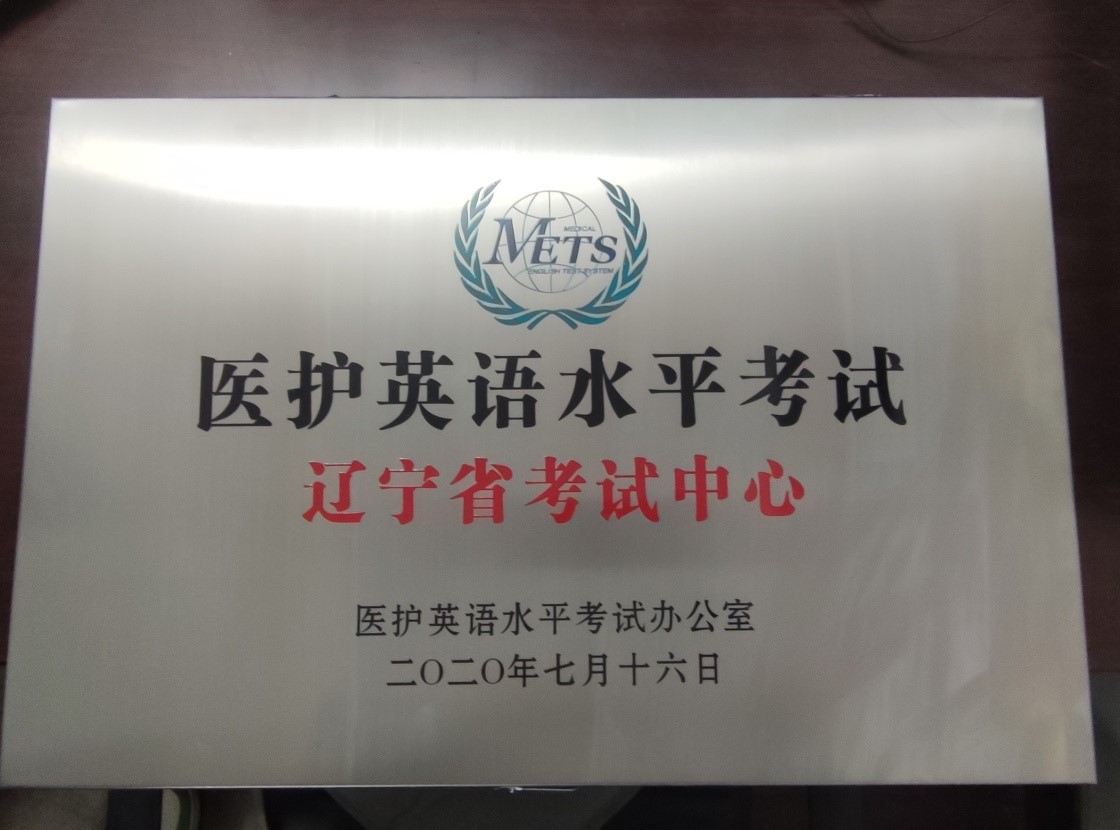 MEDICAL
METS
ENGLISH TEST SYSTEM
医护英语水平考试
辽宁省考试中心
医护英语水平考试办公室
二〇二〇年七月十六日